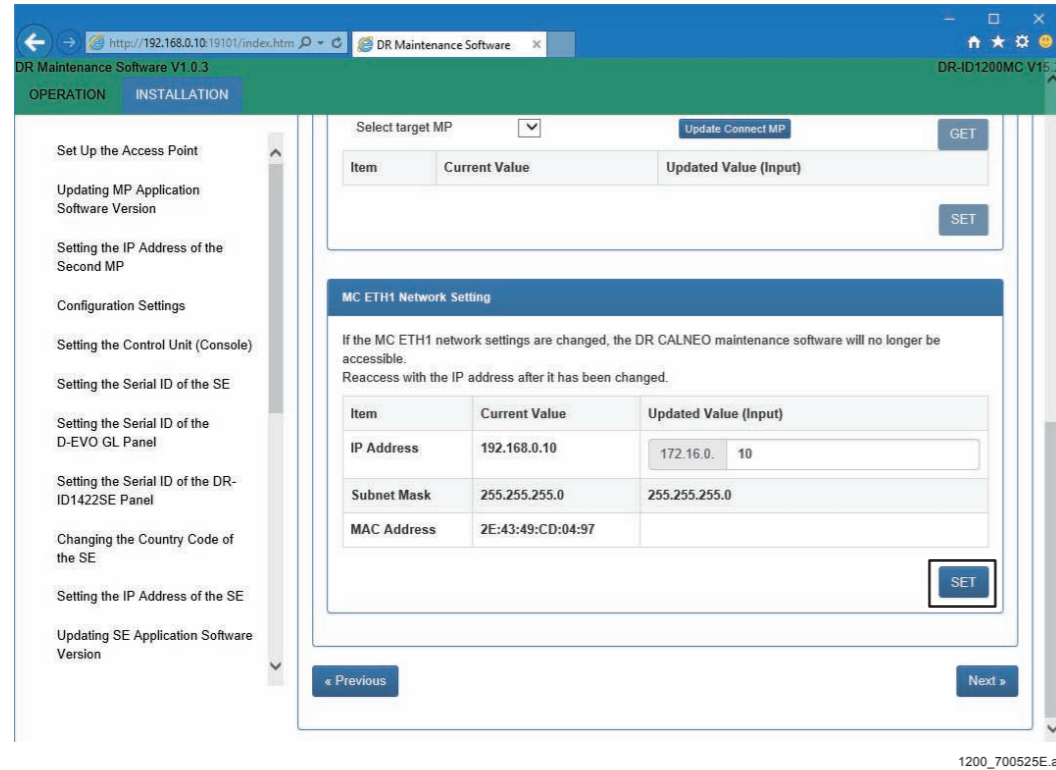 http://192.168.0.10:19101/index.htm
DR Maintenance Software
DR Maintenance Software V1.0.3
DR-ID1200MC V15.
OPERATION
INSTALLATION
Set Up the Access Point
Updating MP Application
Software Version
Setting the IP Address of the
Second MP
Configuration Settings
Setting the Control Unit (Console)
Setting the Serial ID of the SE
Setting the Serial ID of the
D-EVO GL Panel
Setting the Serial ID of the DR-
ID1422SE Panel
Changing the Country Code of
the SE
Setting the IP Address of the SE
Updating SE Application Software
Version
Select target MP
Update Connect MP
GET
Item Current Value Updated Value (Input)
SET
MC ETH1 Network Setting
If the MC ETH1 network settings are changed, the DR CALNEO maintenance software will no longer be
accessible.
Reaccess with the IP address after it has been changed.
Item Current Value Updated Value (Input)
IP Address 192.168.0.10 172.16.0. 10
Subnet Mask 255.255.255.0 255.255.255.0
MAC Address 2E:43:49:CD:04:97
SET
« Previous
Next »
1200_700525E.a